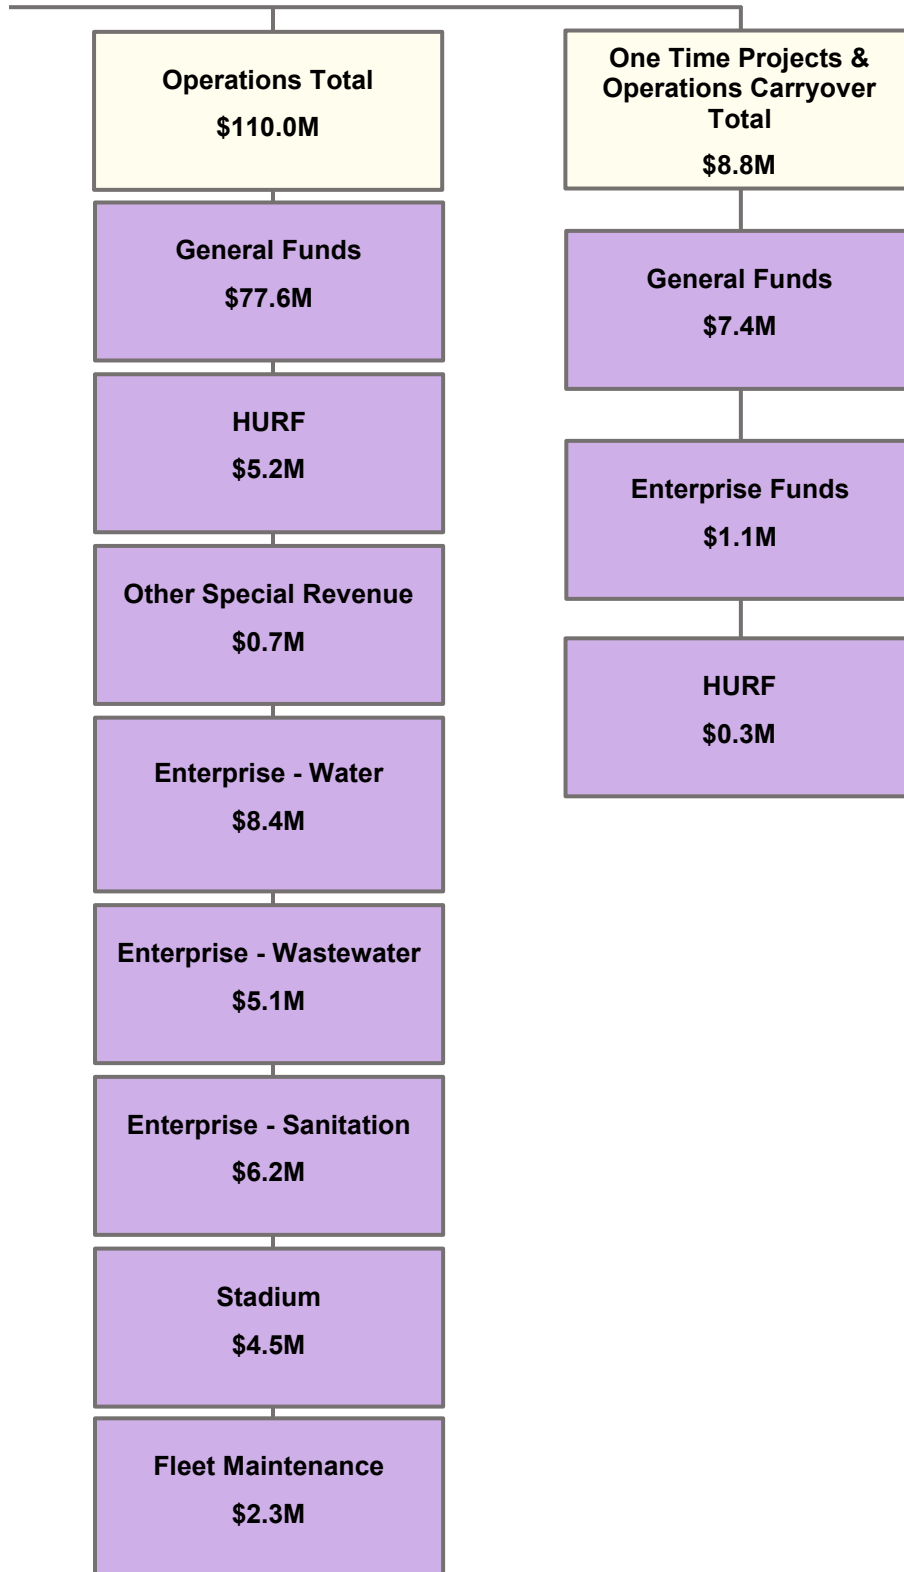 Operations Total
$110.0M
General Funds
$77.6M
HURF
$5.2M
Other Special Revenue
$0.7M
Enterprise - Water
$8.4M
Enterprise - Wastewater
$5.1M
Enterprise - Sanitation
$6.2M
Stadium
$4.5M
Fleet Maintenance
$2.3M
One Time Projects &
Operations Carryover
Total
$8.8M
General Funds
$7.4M
Enterprise Funds
$1.1M
HURF
$0.3M